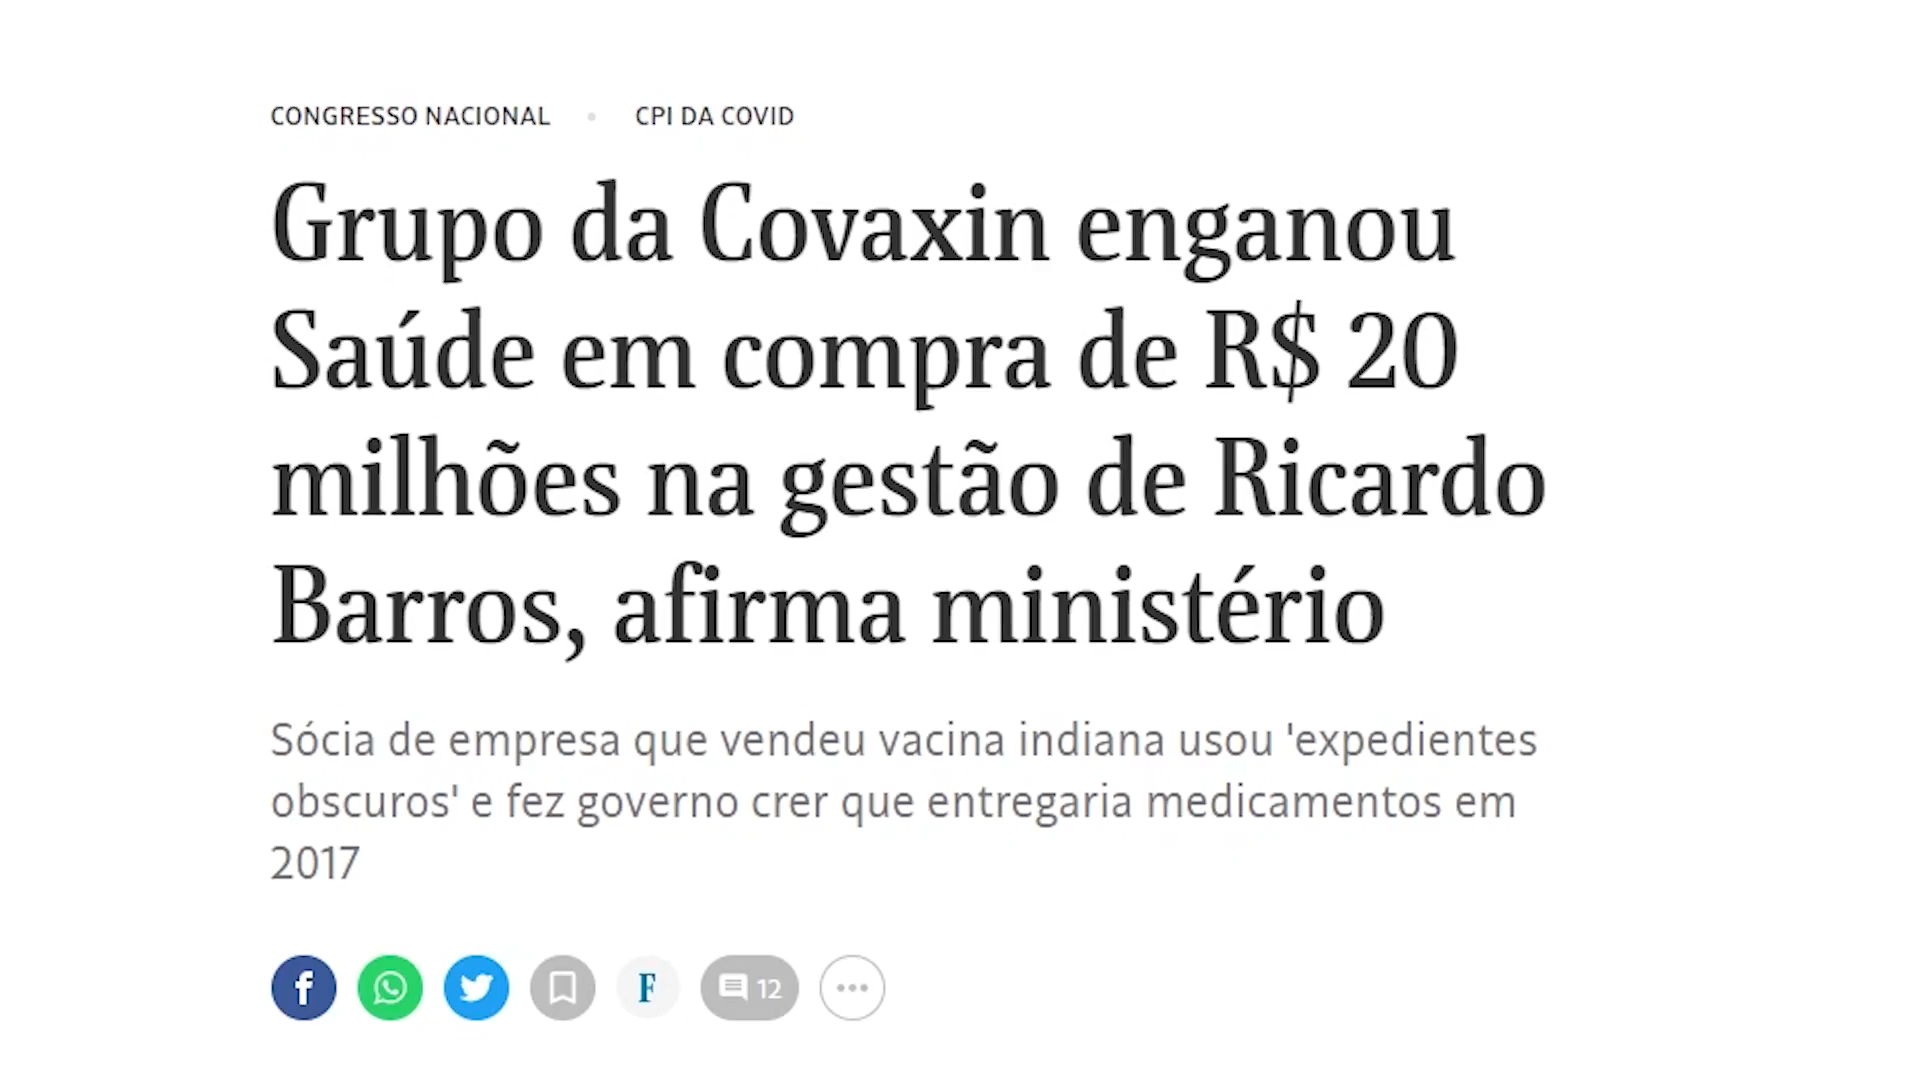 CONGRESSO NACIONAL • CPI DA COVID
Grupo da Covaxin enganou
Saúde em compra de R$ 20
milhões na gestão de Ricardo
Barros, afirma ministério
Sócia de empresa que vendeu vacina indiana usou 'expedientes
obscuros' e fez governo crer que entregaria medicamentos em
2017
F 12